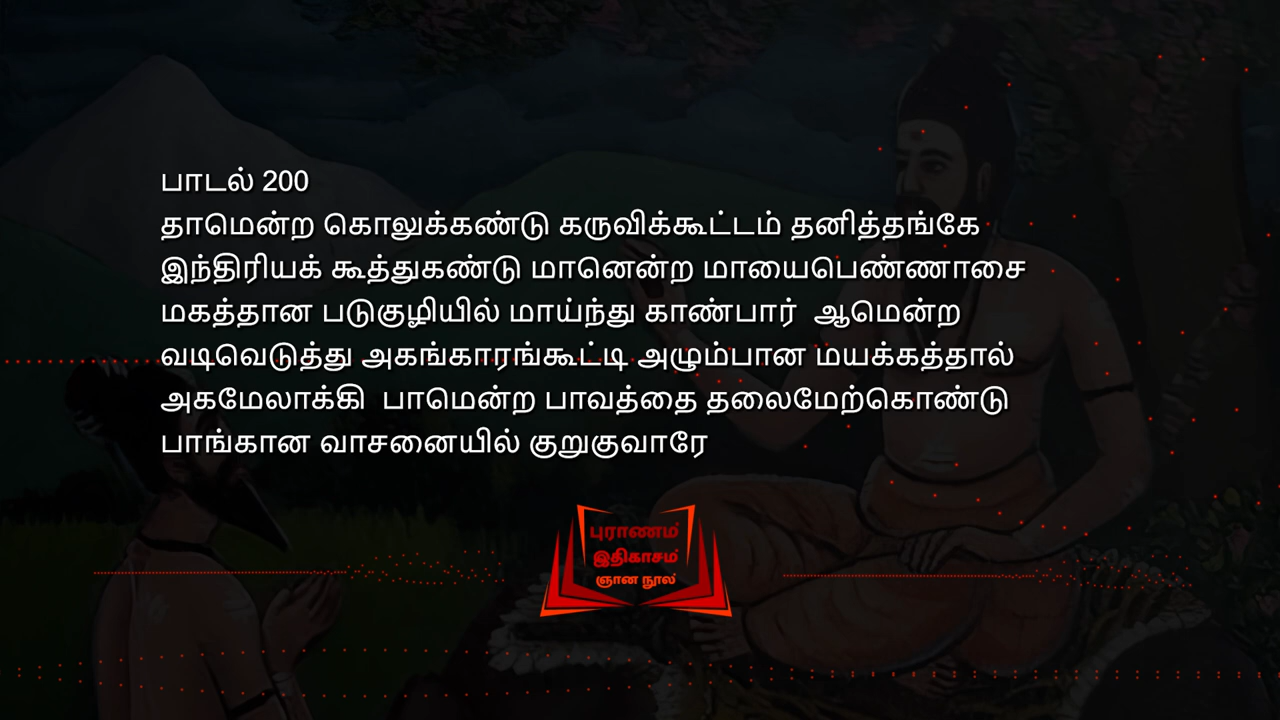 பாடல் 200
தாமென்ற கொலுக்கண்டு கருவிக்கூட்டம் தனித்தங்கே
இந்திரியக் கூத்துகண்டு மானென்ற மாயைபெண்ணாசை
மகத்தான படுகுழியில் மாய்ந்து காண்பார் ஆமென்ற
வடிவெடுத்து அகங்காரங்கூட்டி அழும்பான மயக்கத்தால்
அகமேலாக்கி பாமென்ற பாவத்தை தலைமேற்கொண்டு
பாங்கான வாசனையில் குறுகுவாரே
புராணம்
இதிகாசம்
ஞான நூல்